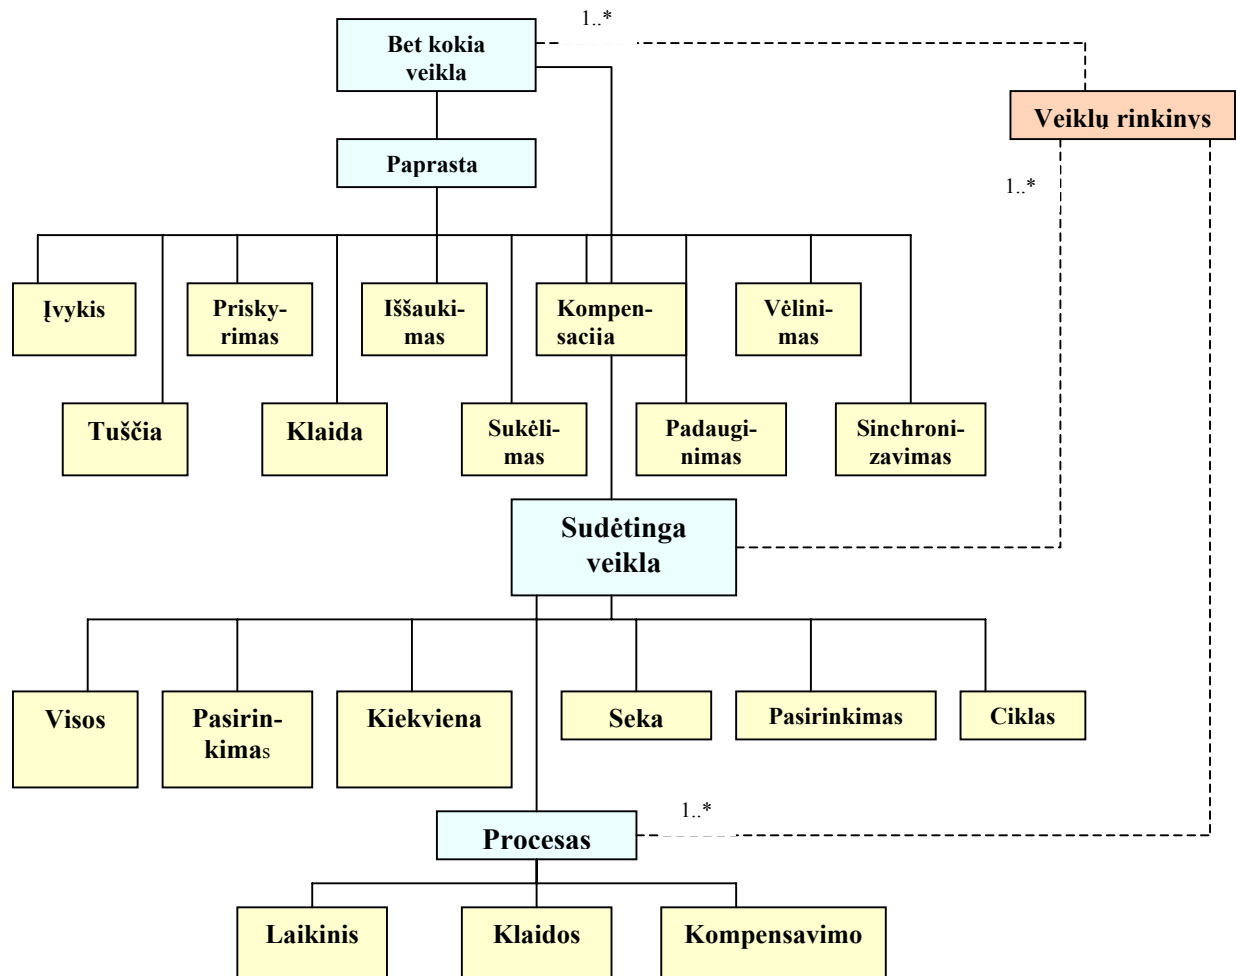 1..*
Bet kokia
veikla
Veiklų rinkinys
Paprasta
1..*
Įvykis
Prisky-
rimas
Iššauki-
mas
Kompen-
sacija
Vėlini-
mas
Tuščia
Klaida
Sukėli-
mas
Padaugi-
nimas
Sinchroni-
zavimas
Sudėtinga
veikla
Visos
Pasirin-
kimas
Kiekviena
Seka
Pasirinkimas
Ciklas
1..*
Procesas
Laikinis
Klaidos
Kompensavimo